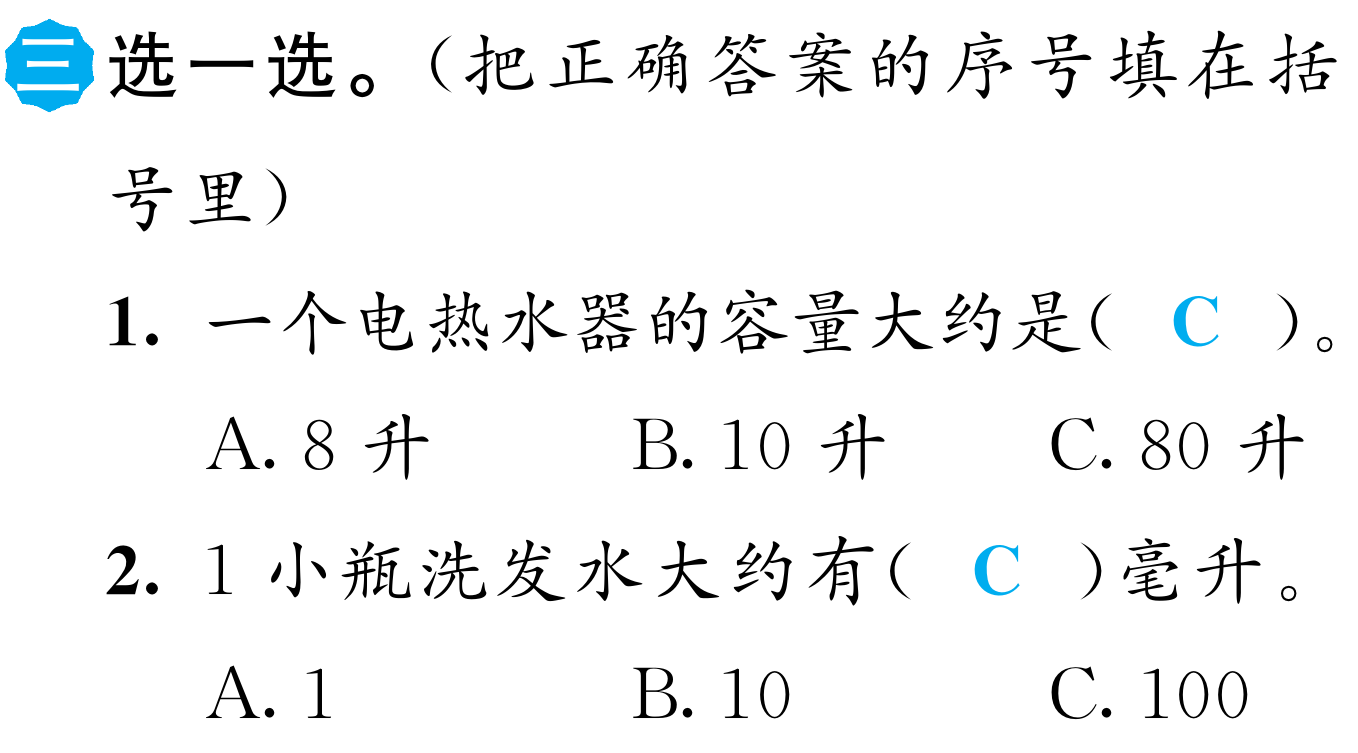 三 选一选。(把正确答案的序号填在括
号里)
1. 一个电热水器的容量大约是( C )。
A. 8 升 B. 10 升 C. 80 升
2. 1 小瓶洗发水大约有( C )毫升。
A. 1 B. 10 C. 100